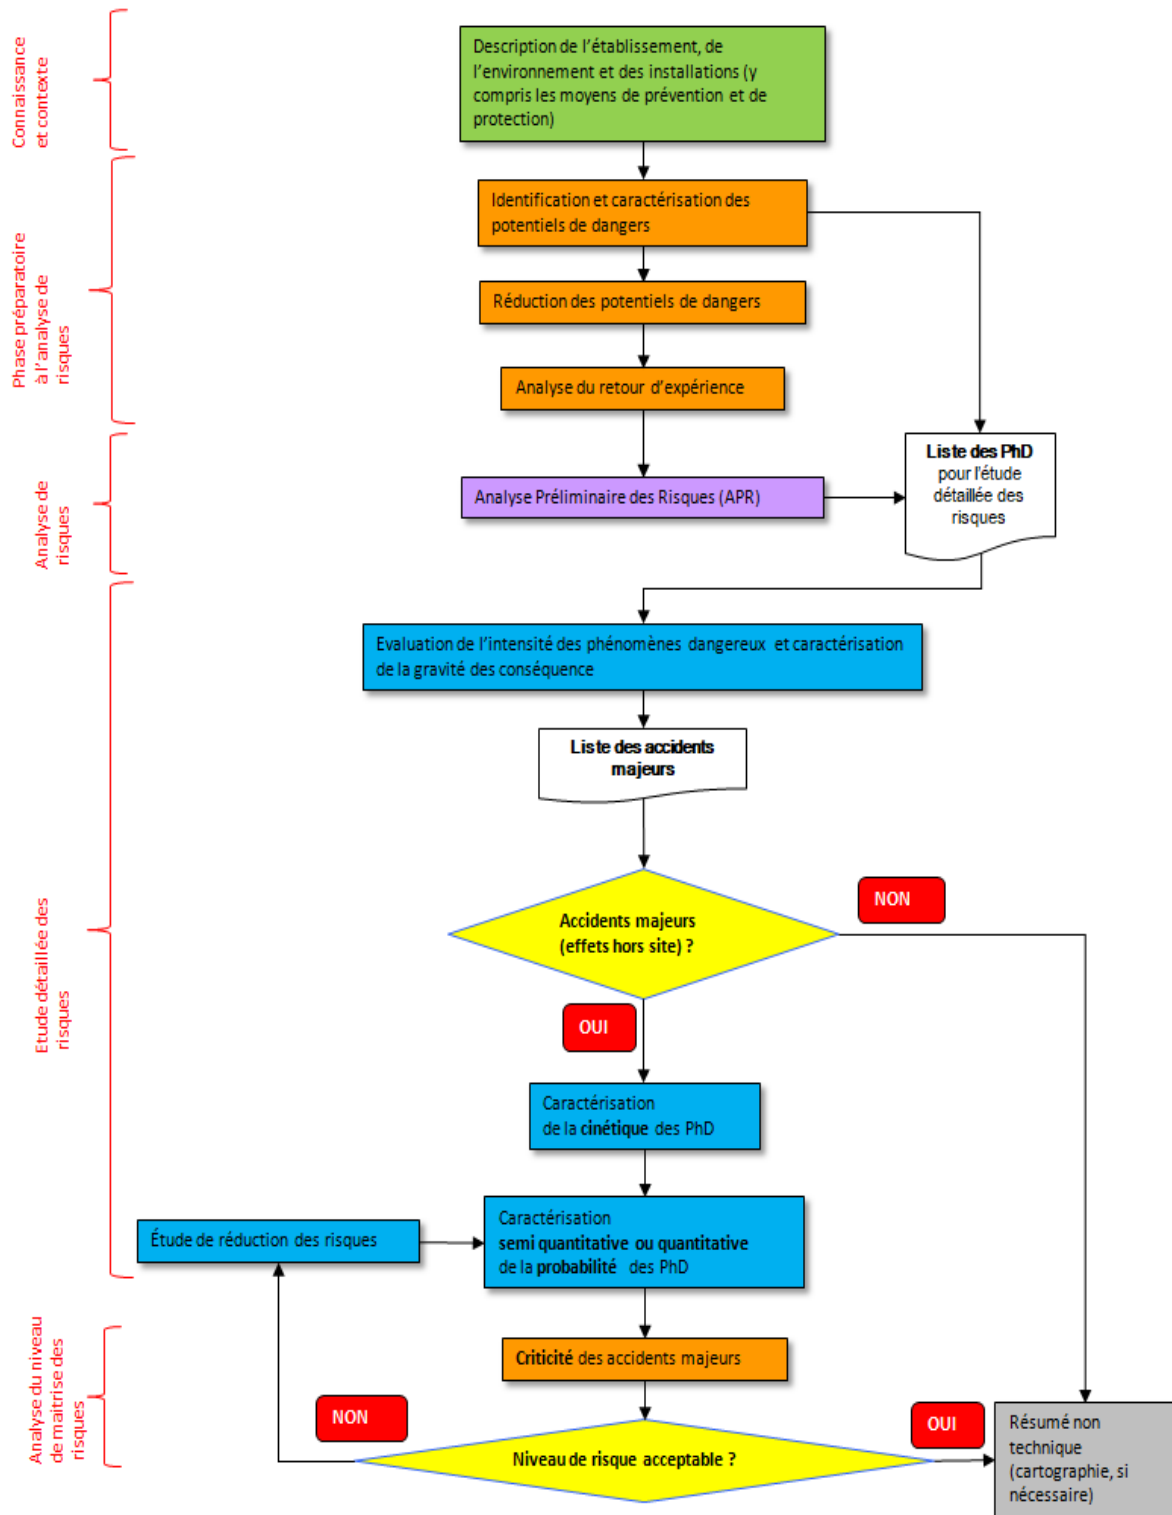 Connaissance
et contexte
Description de l'établissement, de
l'environnement et des installations (y
compris les moyens de prévention et de
protection)
Phase préparatoire
à l'analyse de
risques
Identification et caractérisation des
potentiels de dangers
Réduction des potentiels de dangers
Analyse du retour d'expérience
Analyse de
risques
Analyse Préliminaire des Risques (APR)
Liste des PhD
pour l'étude
détaillée des
risques
Etude détaillée des
risques
Evaluation de l'intensité des phénomènes dangereux et caractérisation
de la gravité des conséquence
Liste des accidents
majeurs
Accidents majeurs
(effets hors site) ?
NON
OUI
Caractérisation
de la cinétique des PhD
Étude de réduction des risques
Caractérisation
semi quantitative ou quantitative
de la probabilité des PhD
Analyse du niveau
de maitrise des
risques
Criticité des accidents majeurs
NON
Niveau de risque acceptable ?
OUI
Résumé non
technique
(cartographie, si
nécessaire)